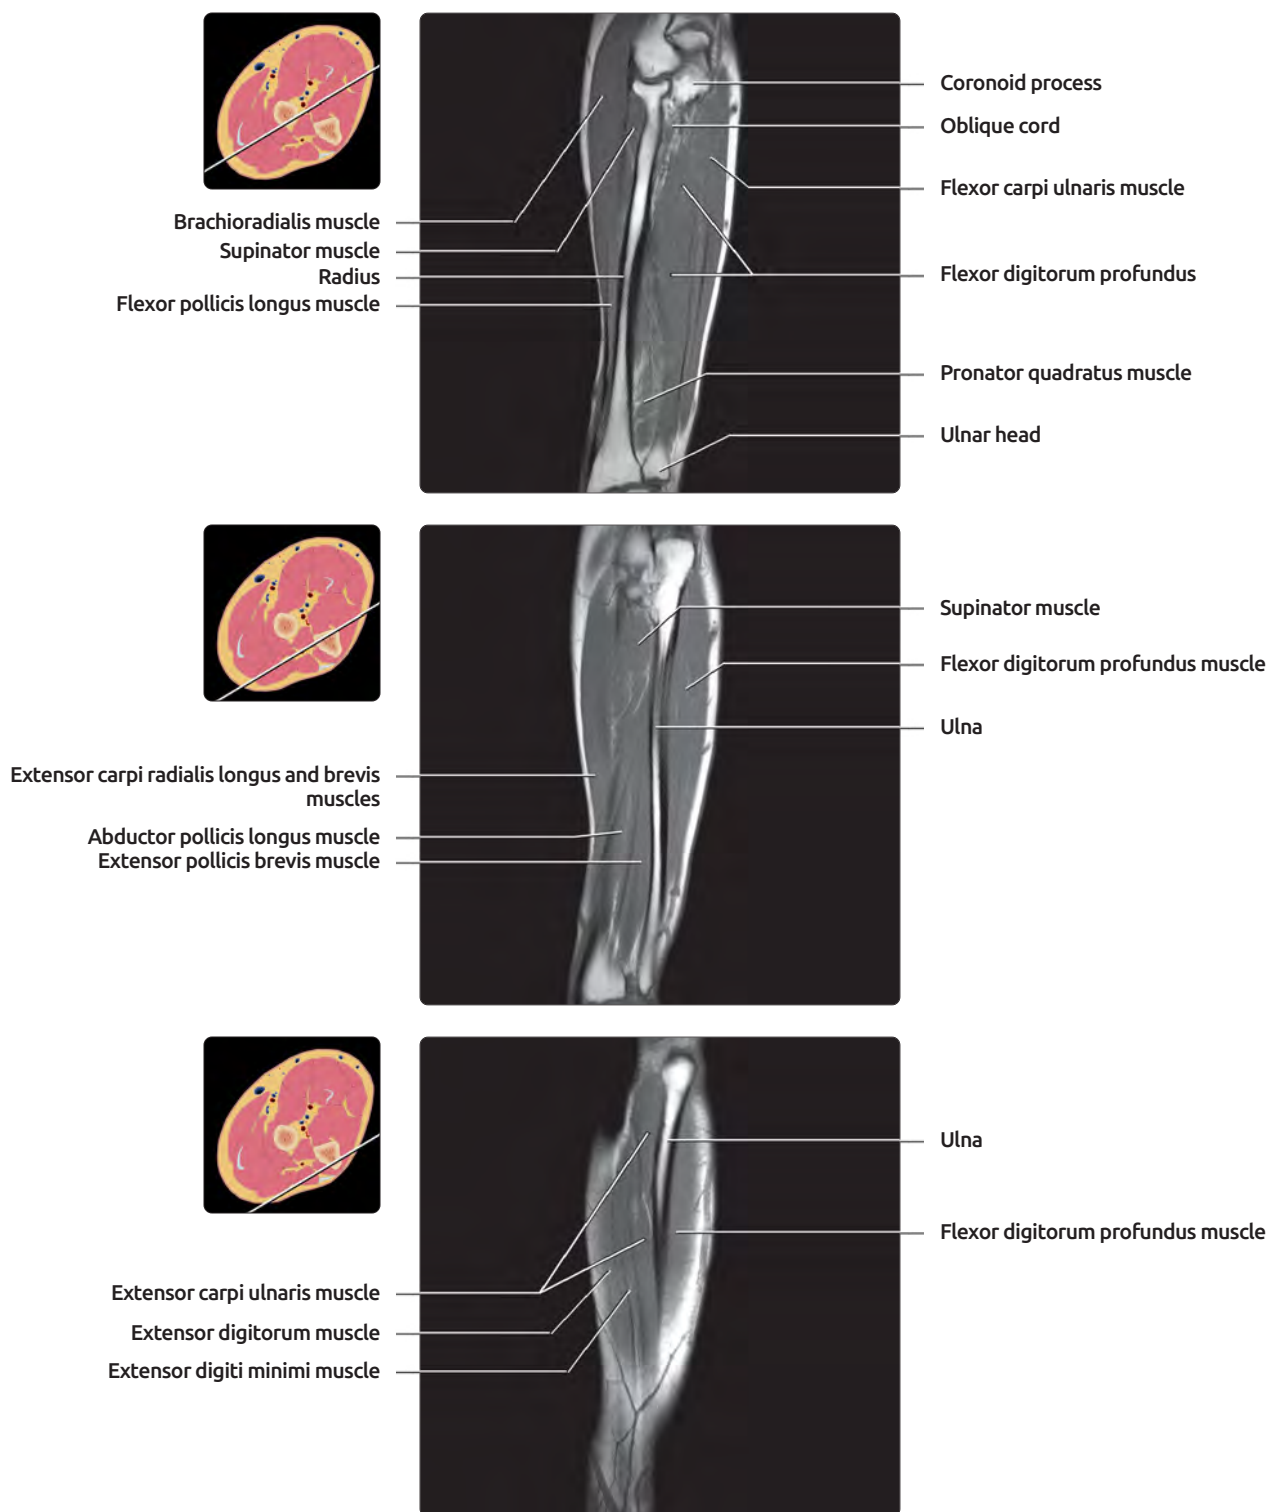 Coronoid process
Oblique cord
Flexor carpi ulnaris muscle
Brachioradialis muscle
Supinator muscle
Radius
Flexor digitorum profundus
Flexor pollicis longus muscle
Pronator quadratus muscle
Ulnar head
Supinator muscle
Flexor digitorum profundus muscle
Ulna
Extensor carpi radialis longus and brevis
muscles
Abductor pollicis longus muscle
Extensor pollicis brevis muscle
Ulna
Flexor digitorum profundus muscle
Extensor carpi ulnaris muscle
Extensor digitorum muscle
Extensor digiti minimi muscle